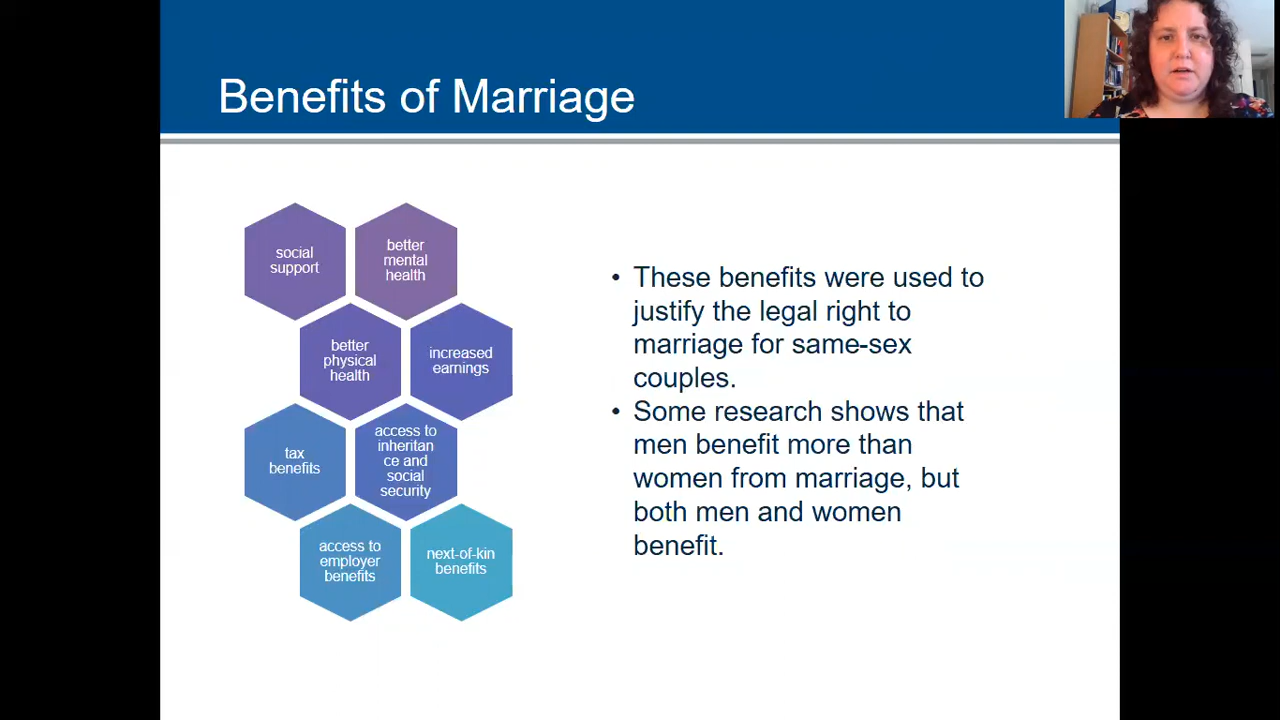 Benefits of Marriage
social
support
better
mental
health
better
physical
health
increased
earnings
tax
benefits
access to
inheritan
ce and
social
security
access to
employer
benefits
next-of-kin
benefits
• These benefits were used to
justify the legal right to
marriage for same-sex
couples.
• Some research shows that
men benefit more than
women from marriage, but
both men and women
benefit.